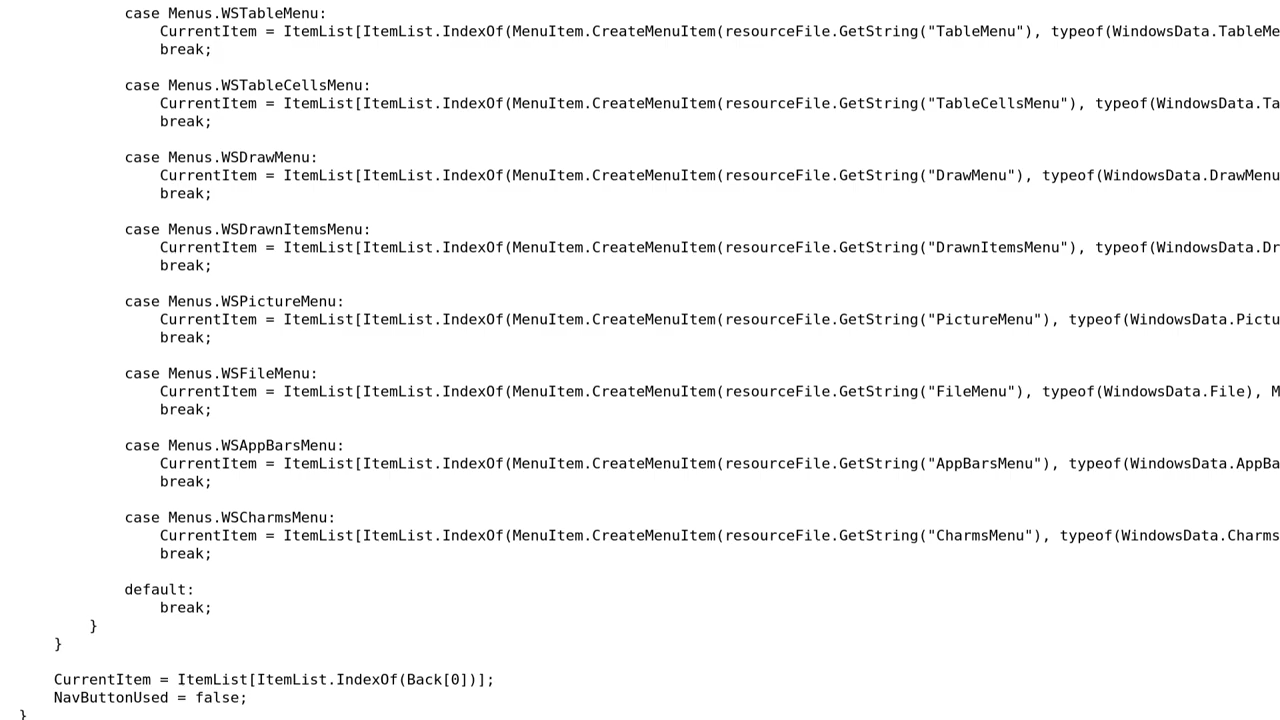 case Menus.WSTableMenu:
CurrentItem = ItemList[ItemList.IndexOf(MenuItem.CreateMenuItem(resourceFile.GetString("TableMenu"), typeof(WindowsData.TableMe
break;
case Menus.WSTableCellsMenu:
CurrentItem = ItemList[ItemList.IndexOf(MenuItem.CreateMenuItem(resourceFile.GetString("TableCellsMenu"), typeof(WindowsData.Ta
break;
case Menus.WSDrawMenu:
CurrentItem = ItemList[ItemList.IndexOf(MenuItem.CreateMenuItem(resourceFile.GetString("DrawMenu"), typeof(WindowsData.DrawMenu
break;
case Menus.WSDrawnItemsMenu:
CurrentItem = ItemList[ItemList.IndexOf(MenuItem.CreateMenuItem(resourceFile.GetString("DrawnItemsMenu"), typeof(WindowsData.Dr
break;
case Menus.WSPictureMenu:
CurrentItem = ItemList[ItemList.IndexOf(MenuItem.CreateMenuItem(resourceFile.GetString("PictureMenu"), typeof(WindowsData.Pictu
break;
case Menus.WSFileMenu:
CurrentItem = ItemList[ItemList.IndexOf(MenuItem.CreateMenuItem(resourceFile.GetString("FileMenu"), typeof(WindowsData.File), M
break;
case Menus.WSAppBarsMenu:
CurrentItem = ItemList[ItemList.IndexOf(MenuItem.CreateMenuItem(resourceFile.GetString("AppBarsMenu"), typeof(WindowsData.AppBa
break;
case Menus.WSCharmsMenu:
CurrentItem = ItemList[ItemList.IndexOf(MenuItem.CreateMenuItem(resourceFile.GetString("CharmsMenu"), typeof(WindowsData.Charms
break;
default:
break;
}
}
CurrentItem = ItemList[ItemList.IndexOf(Back[0])];
NavButtonUsed = false;
}